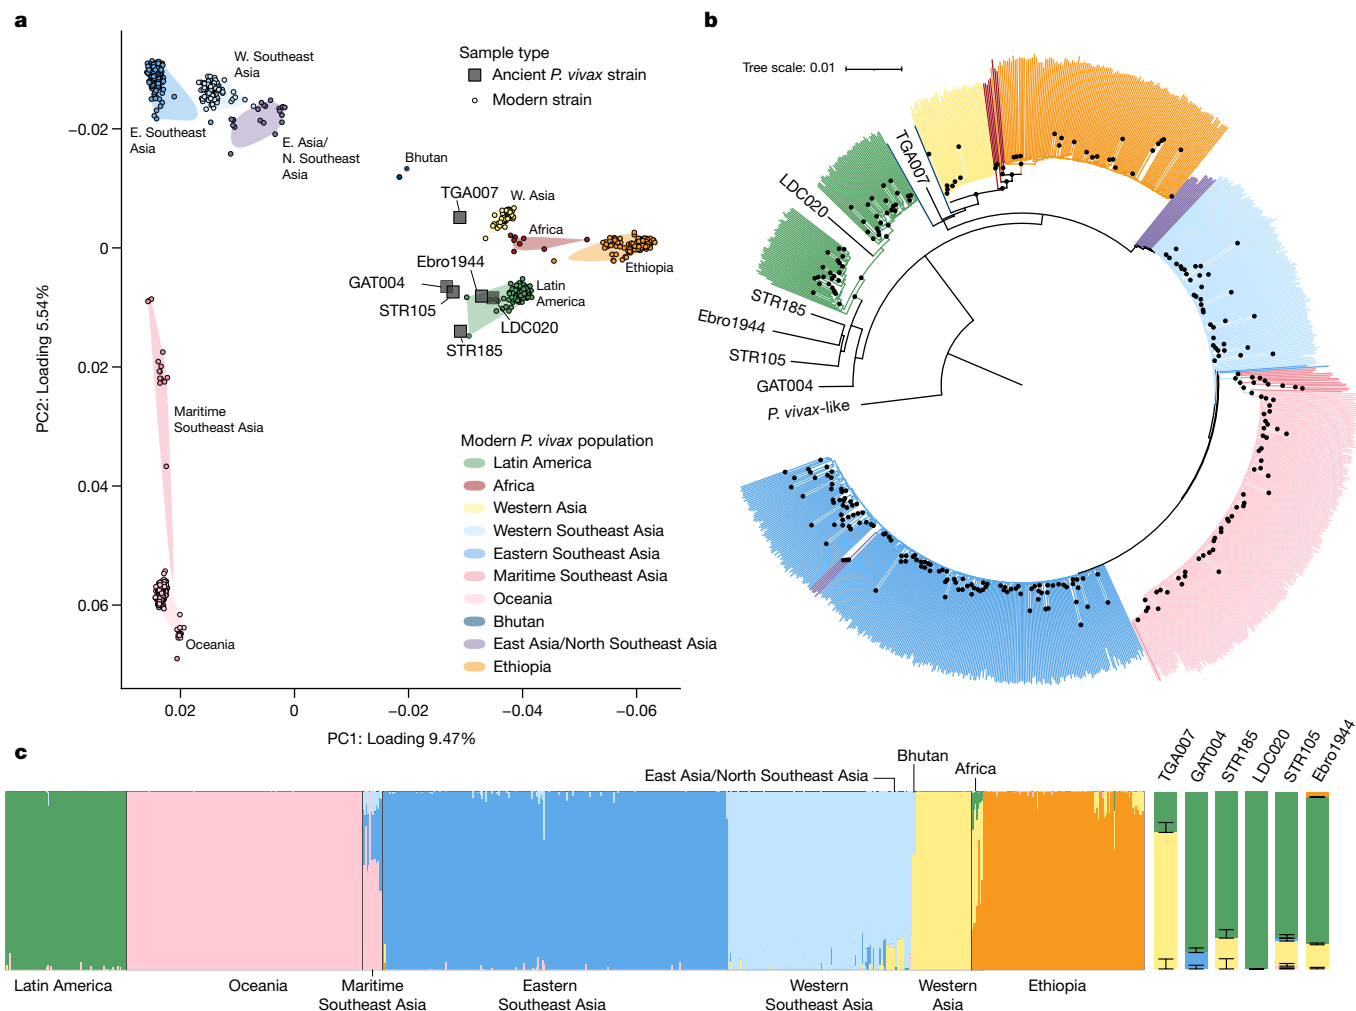 a
W. Southeast
Asia
E. Southeast
Asia
E. Asia/
N. Southeast
Asia
Sample type
Ancient P. vivax strain
Modern strain
Bhutan
TGA007
W. Asia
Africa
Ethiopia
Ebro1944
GAT004
STR105
Latin
America
LDC020
STR185
Maritime
Southeast Asia
Oceania
Modern P. vivax population
Latin America
Africa
Western Asia
Western Southeast Asia
Eastern Southeast Asia
Maritime Southeast Asia
Oceania
Bhutan
East Asia/North Southeast Asia
Ethiopia
PC2: Loading 5.54%
−0.02
0
0.02
0.04
0.06
0.02
0
−0.02
−0.04
−0.06
PC1: Loading 9.47%
b
Tree scale: 0.01
TGA007
LDC020
STR185
Ebro1944
STR105
GAT004
P. vivax-like
c
East Asia/North Southeast Asia
Bhutan
Africa
TGA007
GAT004
STR185
LDC020
STR105
Ebro1944
Latin America
Oceania
Maritime
Southeast Asia
Eastern
Southeast Asia
Western
Southeast Asia
Western
Asia
Ethiopia